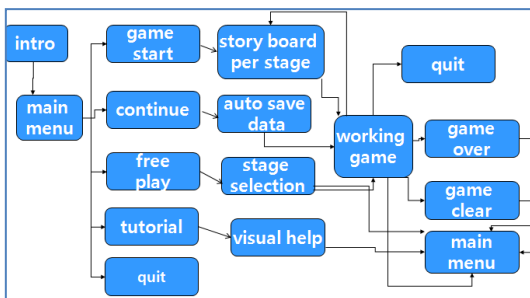 intro
main
menu
game
start
continue
free
play
tutorial
quit
story board
per stage
auto save
data
stage
selection
visual help
working
game
quit
game
over
game
clear
main
menu